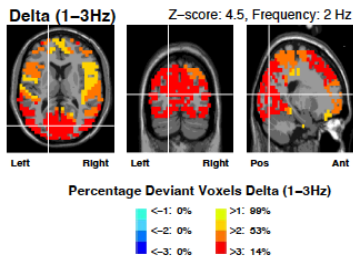 Delta (1−3Hz)
Z−score: 4.5, Frequency: 2 Hz
Left Right Left Right Pos Ant
Percentage Deviant Voxels Delta (1−3Hz)
<−1: 0% >1: 99%
<−2: 0% >2: 53%
<−3: 0% >3: 14%